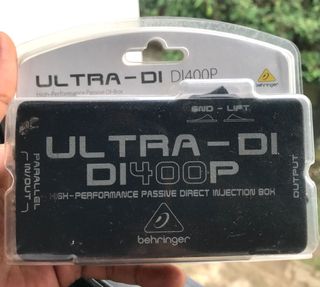 ULTRA-DI DI400P
High-Performance Passive DI-Box
behringer
GND - LIFT
ULTRA-DI
DI400P
HIGH-PERFORMANCE PASSIVE DIRECT INJECTION BOX
PARALLEL
IN/OUT
OUTPUT
behringer